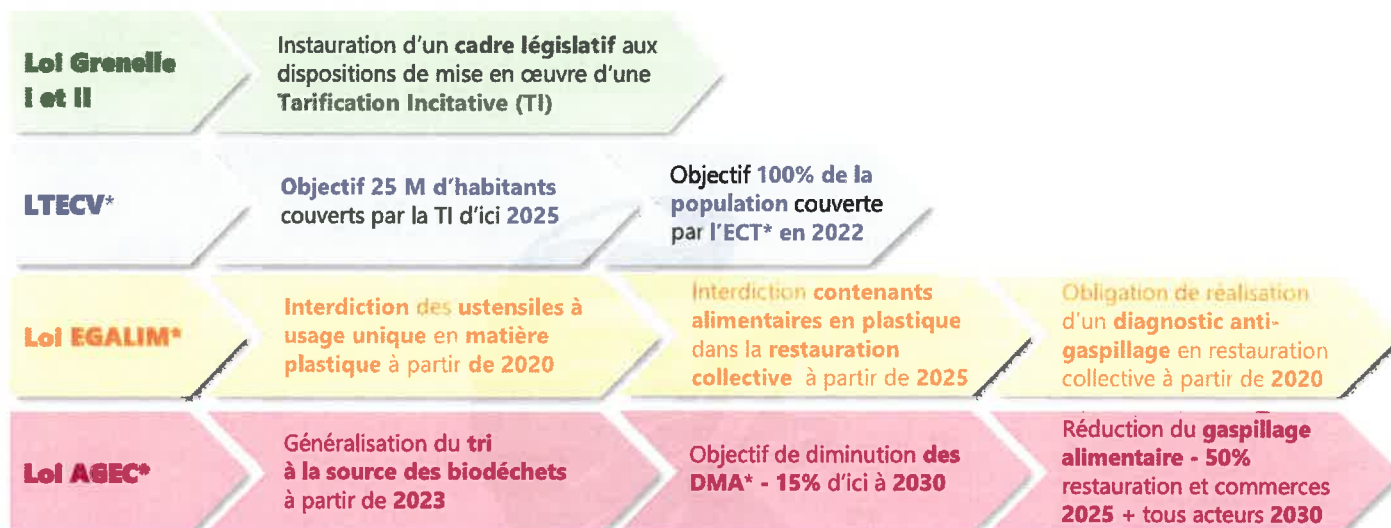 Loi Grenelle
I et II
Instauration d'un cadre législatif aux
dispositions de mise en œuvre d'une
Tarification Incitative (TI)
LTECV*
Objectif 25 M d'habitants
couverts par la TI d'ici 2025
Objectif 100% de la
population couverte
par l'ECT* en 2022
Loi EGALIM*
Interdiction des ustensiles à
usage unique en matière
plastique à partir de 2020
Interdiction contenants
alimentaires en plastique
dans la restauration
collective à partir de 2025
Obligation de réalisation
d'un diagnostic anti-
gaspillage en restauration
collective à partir de 2020
Loi AGEC*
Généralisation du tri
à la source des biodéchets
à partir de 2023
Objectif de diminution des
DMA* - 15% d'ici à 2030
Réduction du gaspillage
alimentaire - 50%
restauration et commerces
2025 + tous acteurs 2030